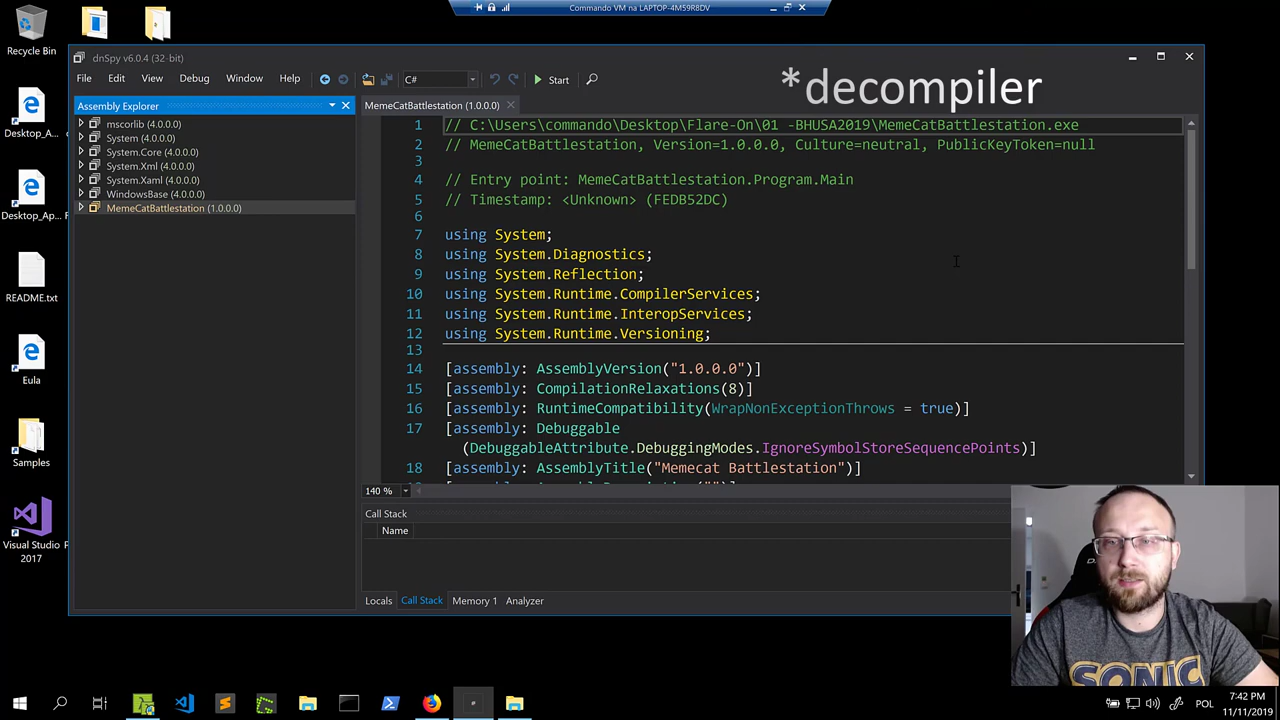 Commando VM na LAPTOP-4M59R8DV
Recycle Bin
Desktop_A...
Desktop_Ap...
README.txt
Eula
Samples
Visual Studio
2017
dnSpy v6.0.4 (32-bit)
File Edit View Debug Window Help C# Start
*decompiler
Assembly Explorer
mscorlib (4.0.0.0)
System (4.0.0.0)
System.Core (4.0.0.0)
System.Xml (4.0.0.0)
System.Xaml (4.0.0.0)
WindowsBase (4.0.0.0)
MemeCatBattlestation (1.0.0.0)
MemeCatBattlestation (1.0.0.0)
1 // C:\Users\commando\Desktop\Flare-On\01 -BHUSA2019\MemeCatBattlestation.exe
2 // MemeCatBattlestation, Version=1.0.0.0, Culture=neutral, PublicKeyToken=null
3
4 // Entry point: MemeCatBattlestation.Program.Main
5 // Timestamp: <Unknown> (FEDB52DC)
6
7 using System;
8 using System.Diagnostics;
9 using System.Reflection;
10 using System.Runtime.CompilerServices;
11 using System.Runtime.InteropServices;
12 using System.Runtime.Versioning;
13
14 [assembly: AssemblyVersion("1.0.0.0")]
15 [assembly: CompilationRelaxations(8)]
16 [assembly: RuntimeCompatibility(WrapNonExceptionThrows = true)]
17 [assembly: Debuggable
(DebuggableAttribute.DebuggingModes.IgnoreSymbolStoreSequencePoints)]
18 [assembly: AssemblyTitle("Memecat Battlestation")]
140 %
Call Stack
Name
Locals Call Stack Memory 1 Analyzer
SONIC
POL
7:42 PM
11/11/2019